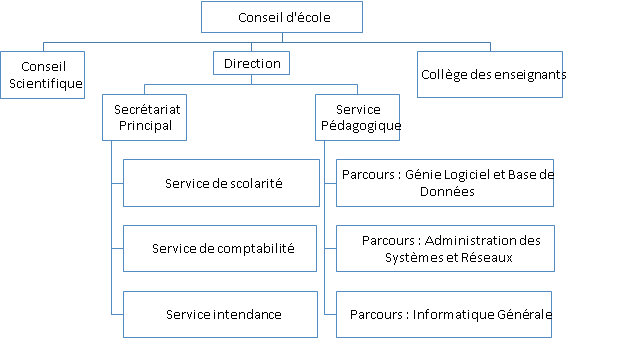 Conseil d'école
Conseil
Scientifique
Direction
Collège des enseignants
Secrétariat
Principal
Service
Pédagogique
Service de scolarité
Parcours : Génie Logiciel et Base de
Données
Service de comptabilité
Parcours : Administration des
Systèmes et Réseaux
Service intendance
Parcours : Informatique Générale